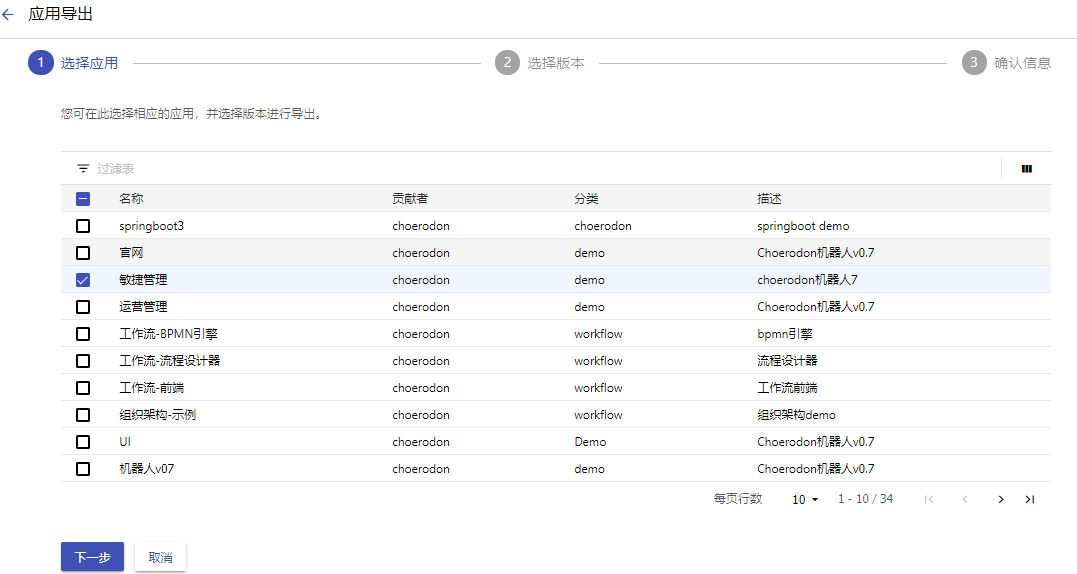 应用导出
1 选择应用 2 选择版本 3 确认信息
您可在此选择相应的应用，并选择版本进行导出。
过滤表
名称 贡献者 分类 描述
springboot3 choerodon choerodon springboot demo
官网 choerodon demo Choerodon机器人v0.7
敏捷管理 choerodon demo choerodon机器人7
运营管理 choerodon demo Choerodon机器人v0.7
工作流-BPMN引擎 choerodon workflow bpmn引擎
工作流-流程设计器 choerodon workflow 流程设计器
工作流-前端 choerodon workflow 工作流前端
组织架构-示例 choerodon workflow 组织架构demo
UI choerodon Demo Choerodon机器人v0.7
机器人v07 choerodon demo Choerodon机器人v0.7
每页行数 10 1 - 10 / 34
下一步 取消